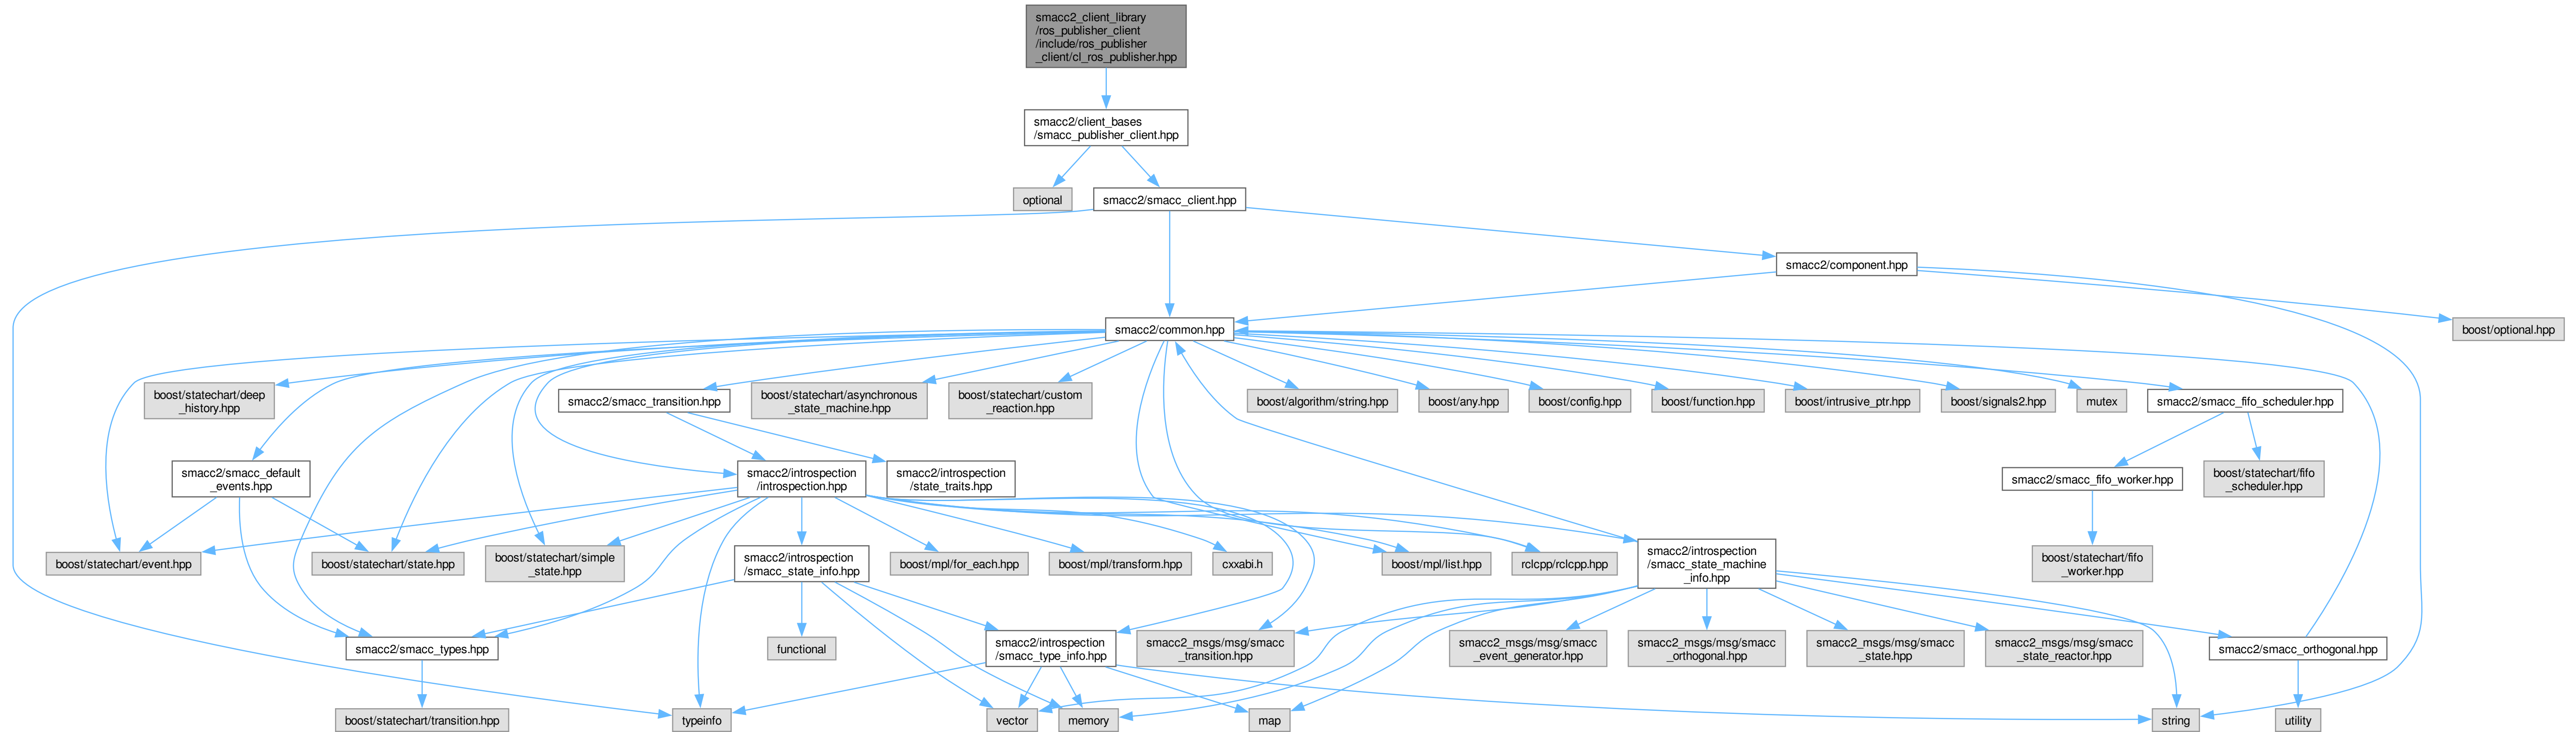 smacc2_client_library
/ros_publisher_client
/include/ros_publisher
_client/cl_ros_publisher.hpp
smacc2/client_bases
/smacc_publisher_client.hpp
optional
smacc2/smacc_client.hpp
smacc2/component.hpp
smacc2/common.hpp
boost/optional.hpp
boost/statechart/deep
_history.hpp
smacc2/smacc_transition.hpp
boost/statechart/asynchronous
_state_machine.hpp
boost/statechart/custom
_reaction.hpp
boost/algorithm/string.hpp
boost/any.hpp
boost/config.hpp
boost/function.hpp
boost/intrusive_ptr.hpp
boost/signals2.hpp
mutex
smacc2/smacc_fifo_scheduler.hpp
smacc2/smacc_default
_events.hpp
smacc2/introspection
/introspection.hpp
smacc2/introspection
/state_traits.hpp
smacc2/smacc_fifo_worker.hpp
boost/statechart/fifo
_scheduler.hpp
boost/statechart/event.hpp
boost/statechart/state.hpp
boost/statechart/simple
_state.hpp
smacc2/introspection
/smacc_state_info.hpp
boost/mpl/for_each.hpp
boost/mpl/transform.hpp
cxxabi.h
boost/mpl/list.hpp
rclcpp/rclcpp.hpp
smacc2/introspection
/smacc_state_machine
_info.hpp
boost/statechart/fifo
_worker.hpp
smacc2/smacc_types.hpp
functional
smacc2/introspection
/smacc_type_info.hpp
smacc2_msgs/msg/smacc
_transition.hpp
smacc2_msgs/msg/smacc
_event_generator.hpp
smacc2_msgs/msg/smacc
_orthogonal.hpp
smacc2_msgs/msg/smacc
_state.hpp
smacc2_msgs/msg/smacc
_state_reactor.hpp
smacc2/smacc_orthogonal.hpp
boost/statechart/transition.hpp
typeinfo
vector
memory
map
string
utility